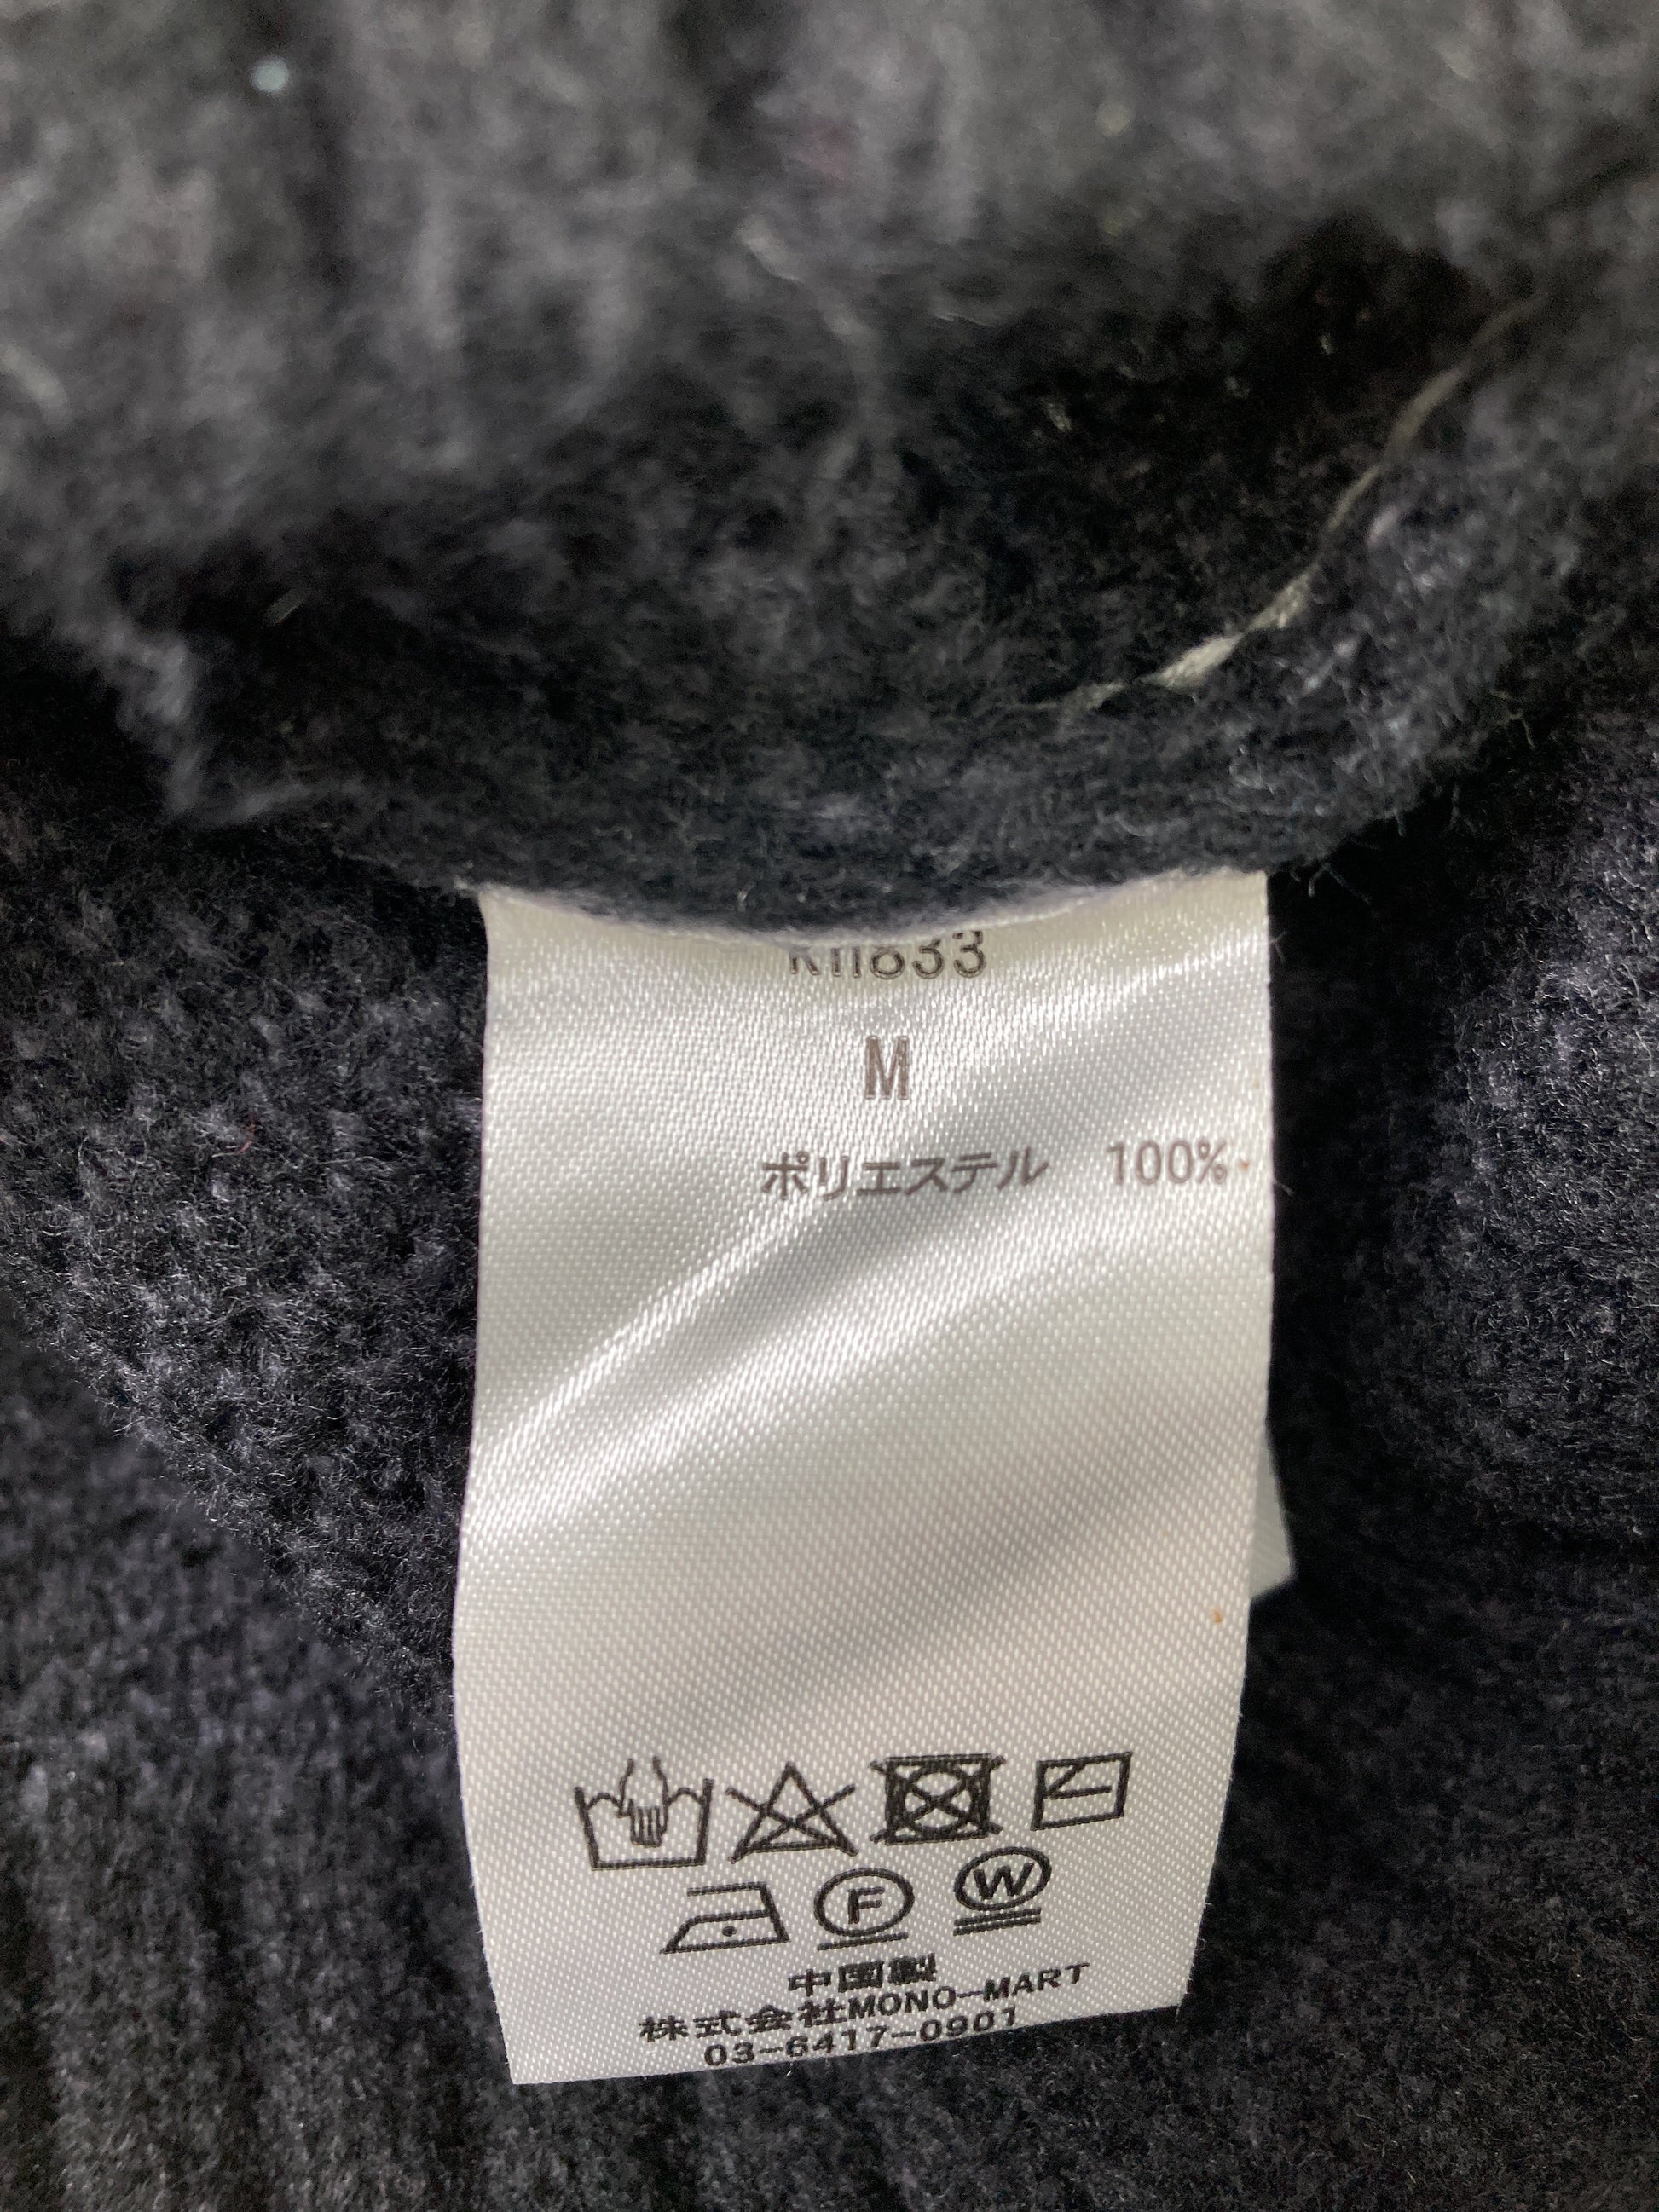 kn833
M
ポリエステル 100%
F
W
中国製
株式会社MONO-MART
03-6417-0901